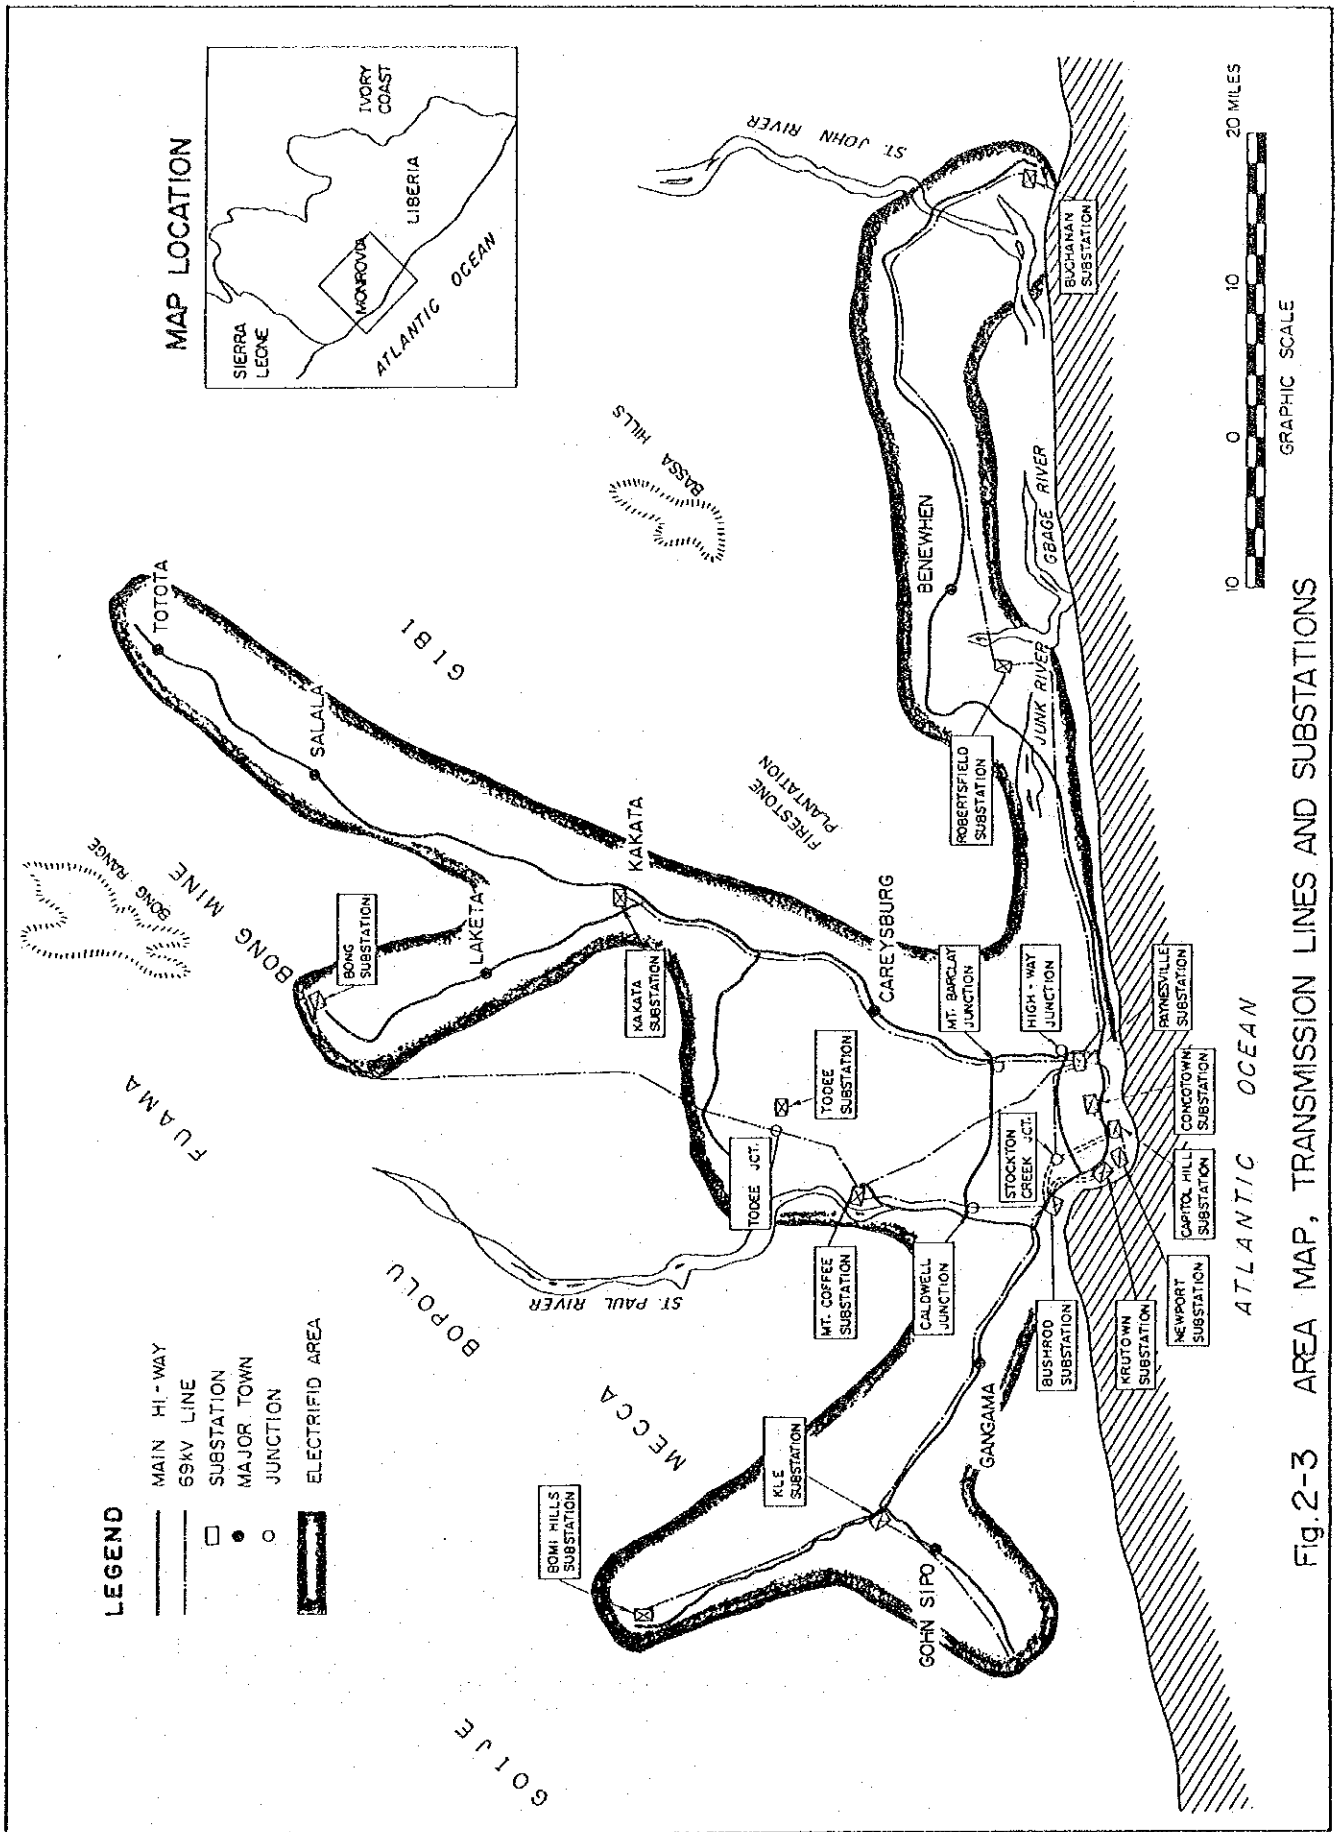 LEGEND
MAIN HI-WAY
69kV LINE
SUBSTATION
MAJOR TOWN
JUNCTION
ELECTRIFID AREA
MAP LOCATION
SIERRA
LEONE
IVORY
COAST
LIBERIA
MONROVIA
ATLANTIC OCEAN
GOIJE
MECCA
BOPOLU
FUAMA
BONG MINE
BONG RANGE
GIBI
BASSA HILLS
FIRESTONE
PLANTATION
ST. PAUL RIVER
ST. JOHN RIVER
JUNK RIVER
GBAGE RIVER
TOTOTA
SALALA
LAKETA
KAKATA
CAREYSBURG
BENEWHEN
GANGAMA
GOHN SIPO
BOMI HILLS
SUBSTATION
KLE
SUBSTATION
BONG
SUBSTATION
KAKATA
SUBSTATION
TODEE JCT.
TODEE
SUBSTATION
MT. COFFEE
SUBSTATION
CALDWELL
JUNCTION
STOCKTON
CREEK JCT.
MT. BARCLAY
JUNCTION
HIGH-WAY
JUNCTION
ROBERTSFIELD
SUBSTATION
BUCHANAN
SUBSTATION
BUSHROD
SUBSTATION
KRUTOWN
SUBSTATION
NEWPORT
SUBSTATION
CAPITOL HILL
SUBSTATION
CONGOTOWN
SUBSTATION
PAYNESVILLE
SUBSTATION
ATLANTIC OCEAN
10 0 10 20 MILES
GRAPHIC SCALE
Fig.2-3 AREA MAP, TRANSMISSION LINES AND SUBSTATIONS